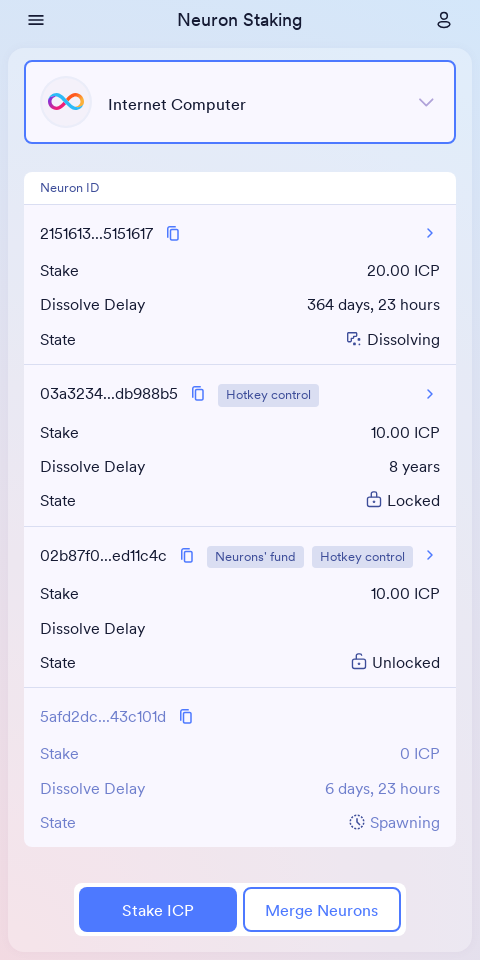 Neuron Staking
Internet Computer
Neuron ID
2151613...5151617
Stake 20.00 ICP
Dissolve Delay 364 days, 23 hours
State Dissolving
03a3234...db988b5 Hotkey control
Stake 10.00 ICP
Dissolve Delay 8 years
State Locked
02b87f0...ed11c4c Neurons' fund Hotkey control
Stake 10.00 ICP
Dissolve Delay
State Unlocked
5afd2dc...43c101d
Stake 0 ICP
Dissolve Delay 6 days, 23 hours
State Spawning
Stake ICP Merge Neurons